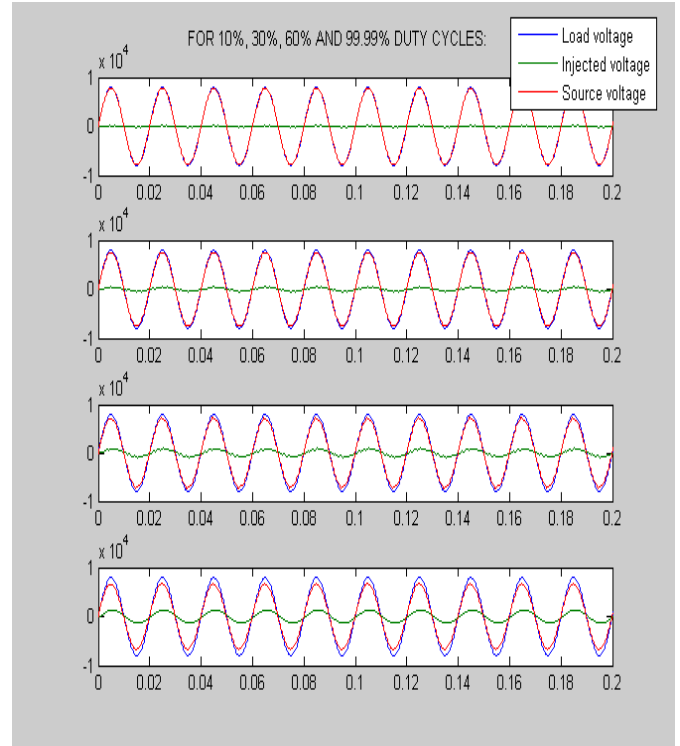 FOR 10%, 30%, 60% AND 99.99% DUTY CYCLES:
Load voltage
Injected voltage
Source voltage
x 10^4
1
0
-1
0 0.02 0.04 0.06 0.08 0.1 0.12 0.14 0.16 0.18 0.2
x 10^4
1
0
-1
0 0.02 0.04 0.06 0.08 0.1 0.12 0.14 0.16 0.18 0.2
x 10^4
1
0
-1
0 0.02 0.04 0.06 0.08 0.1 0.12 0.14 0.16 0.18 0.2
x 10^4
1
0
-1
0 0.02 0.04 0.06 0.08 0.1 0.12 0.14 0.16 0.18 0.2